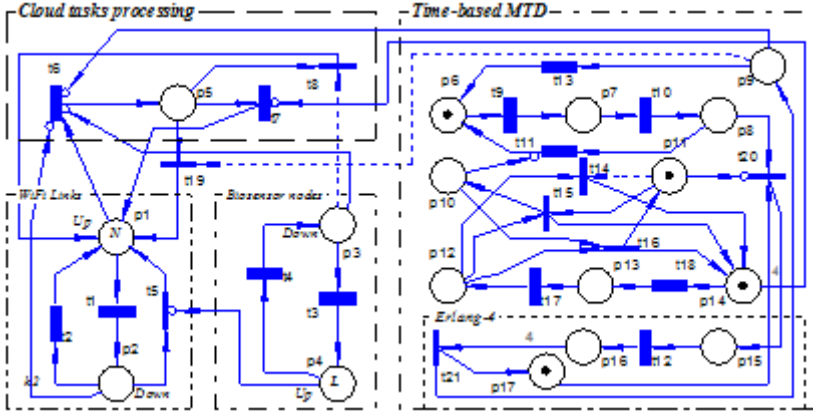 Cloud tasks processing
Time-based MTD
t6
p5
t8
t7
t19
p9
t13
p6
t9
p7
t10
p8
t11
p11
t20
t14
p10
t15
t16
p12
p13
t18
t17
p14
4
WiFi Links
Up
N
p1
t1
t2
t5
p2
Down
Biosensor nodes
Down
p3
t4
t3
p4
L
Up
Erlang-4
4
t21
p17
p16
t12
p15